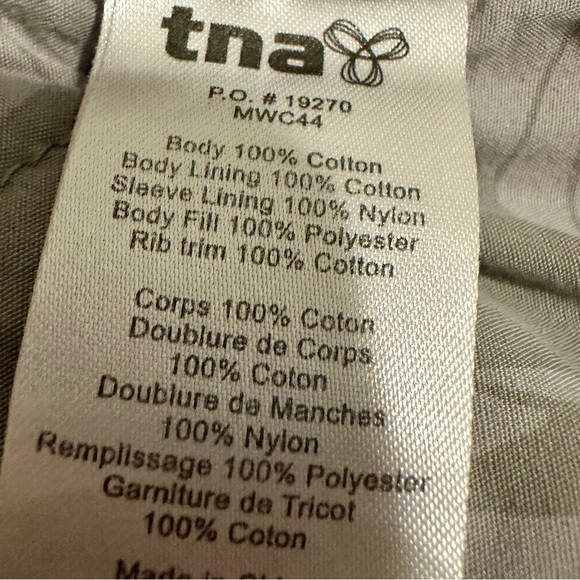 tna
P.O. # 19270
MWC44
Body 100% Cotton
Body Lining 100% Cotton
Sleeve Lining 100% Nylon
Body Fill 100% Polyester
Rib trim 100% Cotton
Corps 100% Coton
Doublure de Corps
100% Coton
Doublure de Manches
100% Nylon
Remplissage 100% Polyester
Garniture de Tricot
100% Coton
Made in